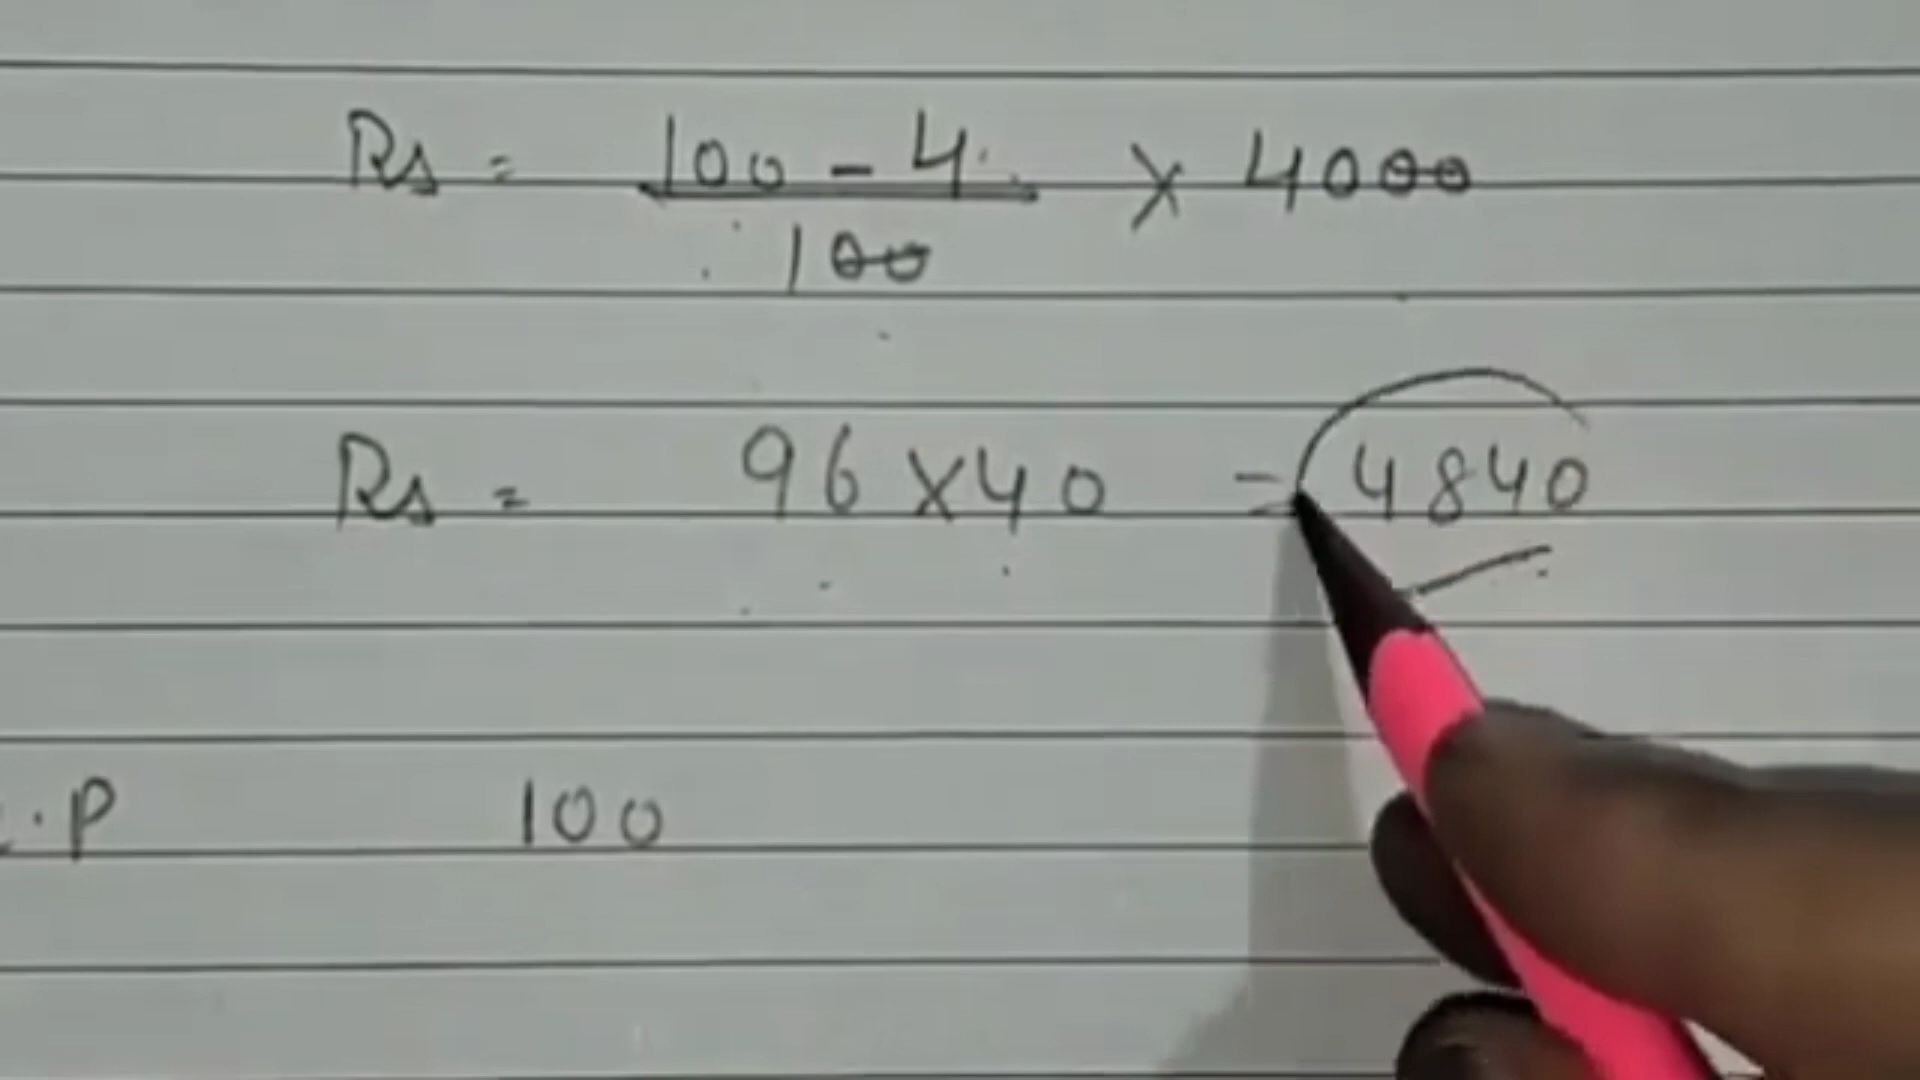 Rs = 100 - 4 / 100 × 4000
Rs = 96 × 40 = 4840
.P 100